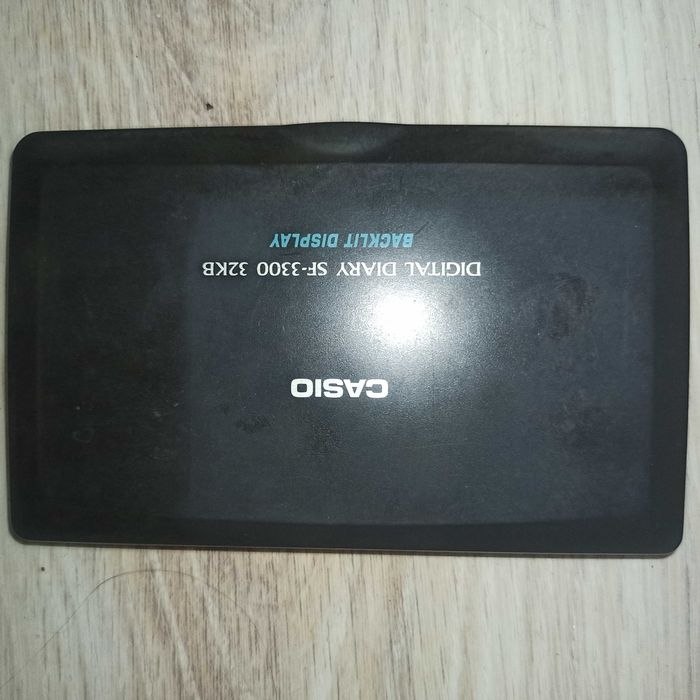 CASIO
DIGITAL DIARY SF-3300 32KB
BACKLIT DISPLAY